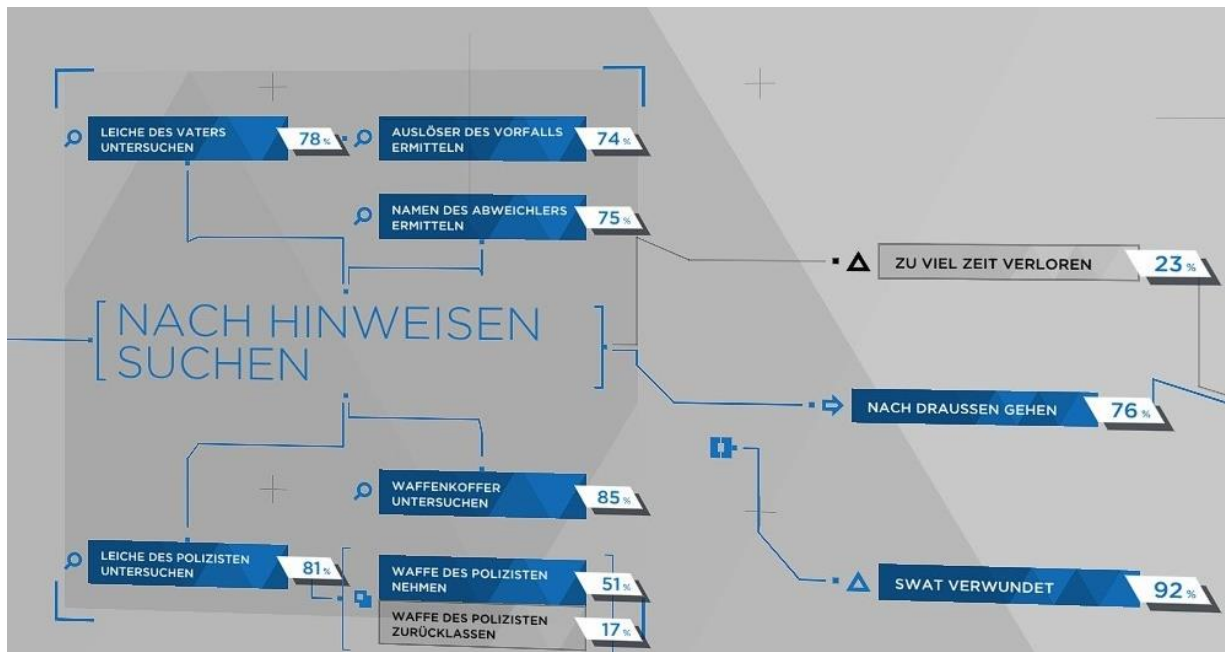 LEICHE DES VATERS
UNTERSUCHEN
78%
AUSLÖSER DES VORFALLS
ERMITTELN
74%
NAMEN DES ABWEICHLERS
ERMITTELN
75%
ZU VIEL ZEIT VERLOREN
23%
NACH HINWEISEN
SUCHEN
NACH DRAUSSEN GEHEN
76%
WAFFENKOFFER
UNTERSUCHEN
85%
LEICHE DES POLIZISTEN
UNTERSUCHEN
81%
WAFFE DES POLIZISTEN
NEHMEN
51%
WAFFE DES POLIZISTEN
ZURÜCKLASSEN
17%
SWAT VERWUNDET
92%